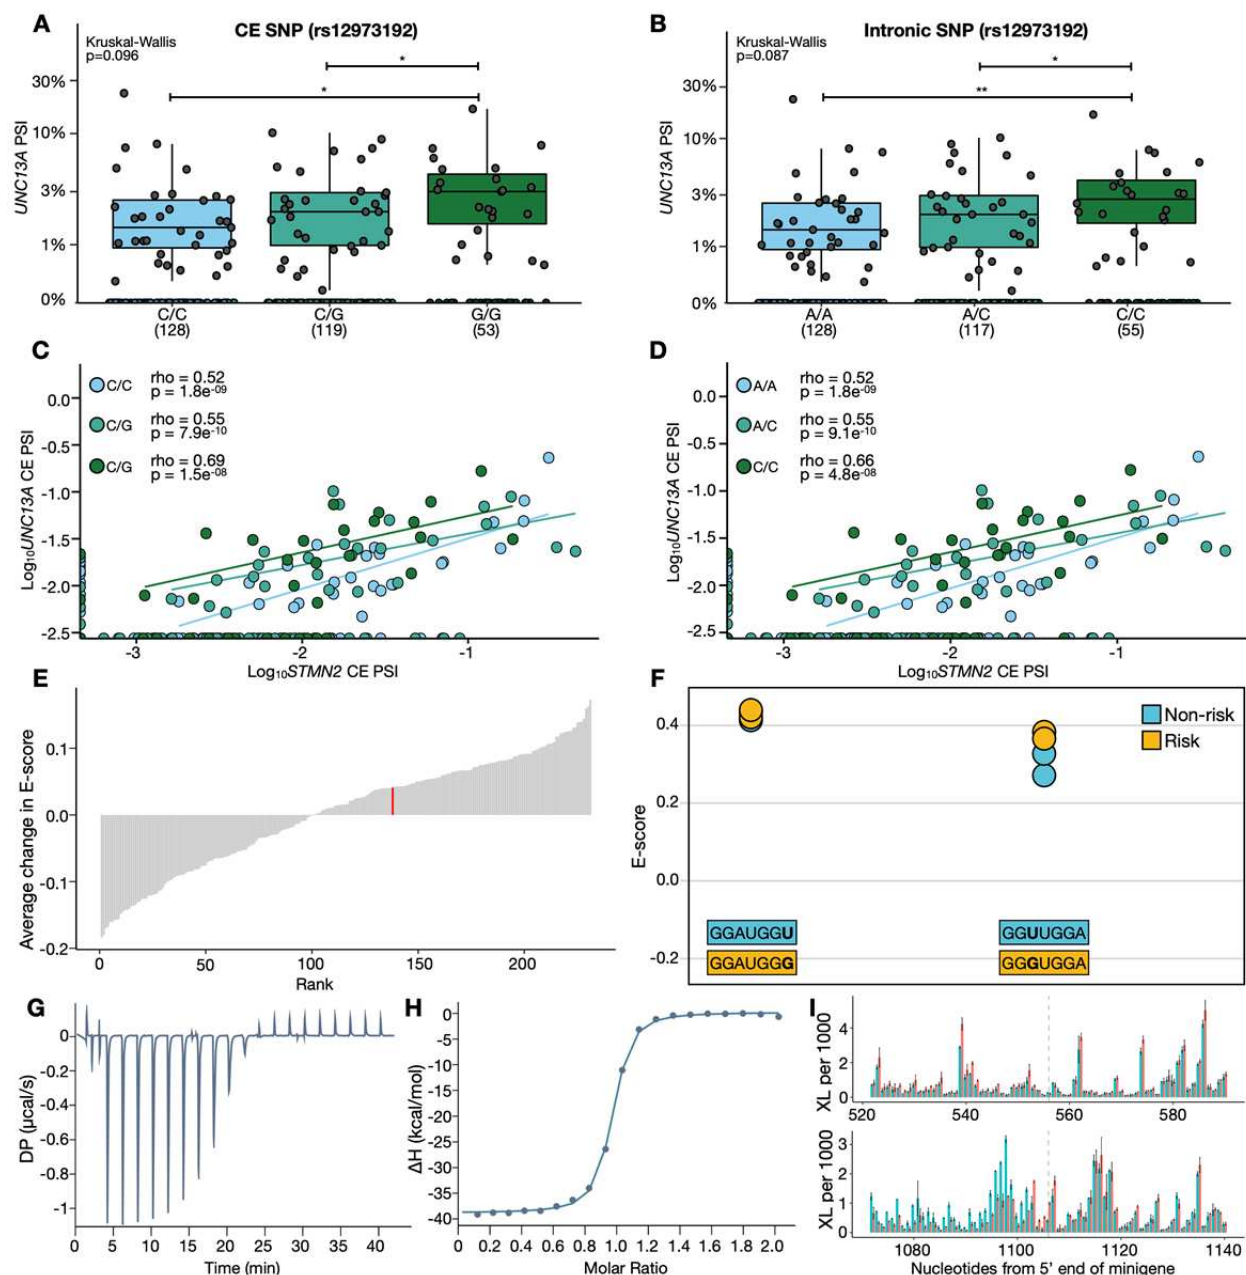 A
CE SNP (rs12973192)
Kruskal-Wallis
p=0.096
*
*
UNC13A PSI
30%
10%
3%
1%
0%
C/C
(128)
C/G
(119)
G/G
(53)
B
Intronic SNP (rs12973192)
Kruskal-Wallis
p=0.087
*
**
UNC13A PSI
30%
10%
3%
1%
0%
A/A
(128)
A/C
(117)
C/C
(55)
C
C/C rho = 0.52
p = 1.8e-09
C/G rho = 0.55
p = 7.9e-10
C/G rho = 0.69
p = 1.5e-08
Log10UNC13A CE PSI
0.0
-0.5
-1.0
-1.5
-2.0
-2.5
-3 -2 -1
Log10STMN2 CE PSI
D
A/A rho = 0.52
p = 1.8e-09
A/C rho = 0.55
p = 9.1e-10
C/C rho = 0.66
p = 4.8e-08
Log10UNC13A CE PSI
0.0
-0.5
-1.0
-1.5
-2.0
-2.5
-3 -2 -1
Log10STMN2 CE PSI
E
Average change in E-score
0.1
0.0
-0.1
-0.2
0 50 150 200
Rank
F
E-score
0.4
0.2
0.0
-0.2
Non-risk
Risk
GGAUGGU
GGAUGGG
GGUUGGA
GGGUGGA
G
DP (µcal/s)
0
-0.2
-0.4
-0.6
-0.8
-1
0 5 10 15 20 25 30 35 40
Time (min)
H
ΔH (kcal/mol)
0
-5
-10
-15
-20
-25
-30
-35
-40
0 0.2 0.4 0.6 0.8 1.0 1.2 1.4 1.6 1.8 2.0
Molar Ratio
I
XL per 1000
4
2
0
520 540 560 580
XL per 1000
3
2
1
0
1080 1100 1120 1140
Nucleotides from 5' end of minigene